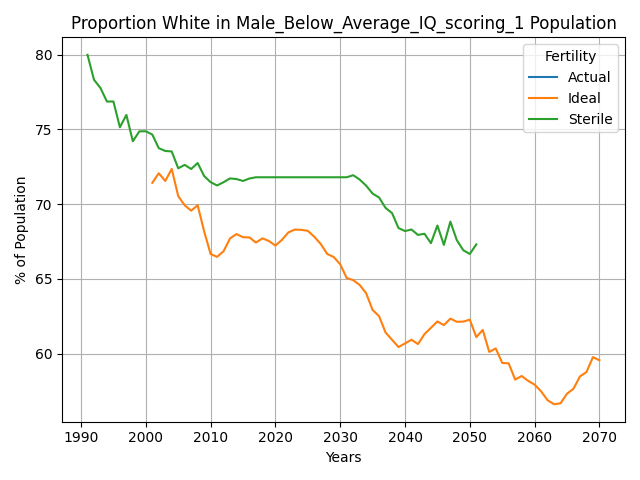 Proportion White in Male_Below_Average_IQ_scoring_1 Population
Fertility
Actual
Ideal
Sterile
% of Population
80
75
70
65
60
1990 2000 2010 2020 2030 2040 2050 2060 2070
Years